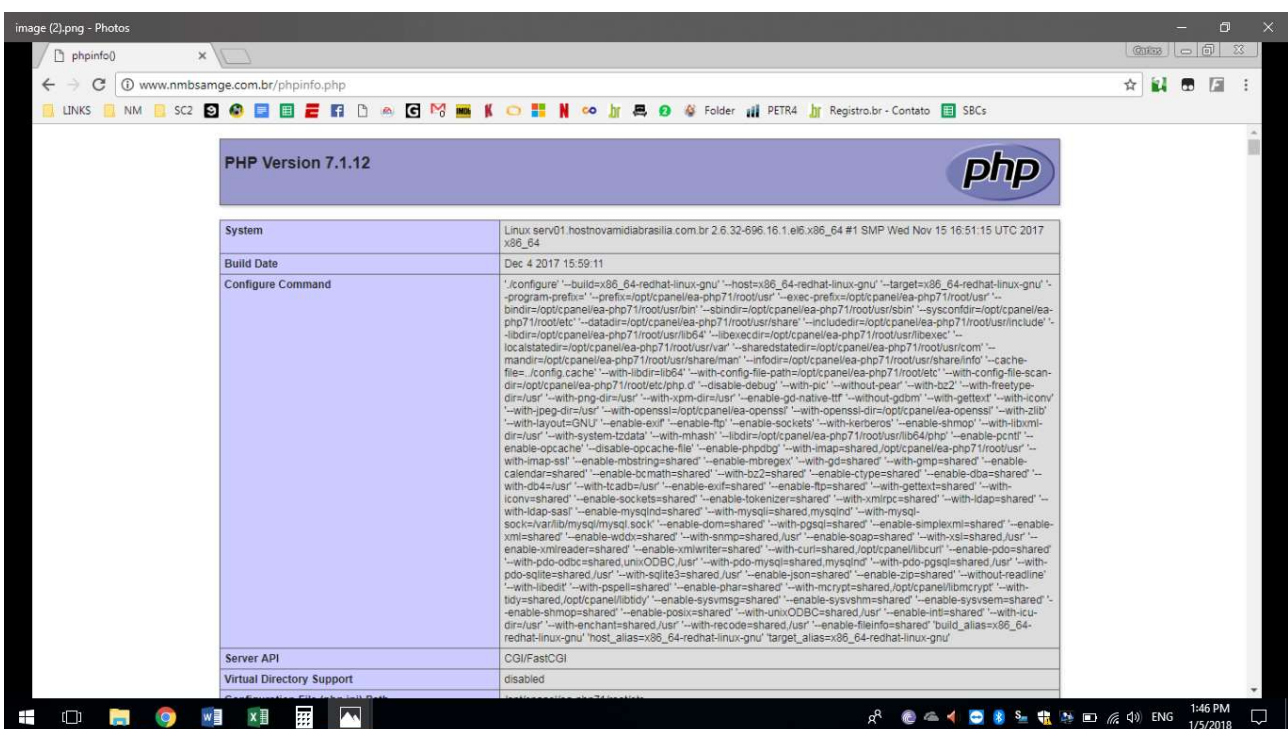 image (2).png - Photos
phpinfo()
www.nmbsamge.com.br/phpinfo.php
LINKS NM SC2 Folder PETR4 Registro.br - Contato SBCs
PHP Version 7.1.12
php
System
Linux serv01.hostnovamidiabrasilia.com.br 2.6.32-696.16.1.el6.x86_64 #1 SMP Wed Nov 15 16:51:15 UTC 2017
x86_64
Build Date
Dec 4 2017 15:59:11
Configure Command
'./configure' '--build=x86_64-redhat-linux-gnu' '--host=x86_64-redhat-linux-gnu' '--target=x86_64-redhat-linux-gnu' '-
-program-prefix=' '--prefix=/opt/cpanel/ea-php71/root/usr' '--exec-prefix=/opt/cpanel/ea-php71/root/usr' '--
bindir=/opt/cpanel/ea-php71/root/usr/bin' '--sbindir=/opt/cpanel/ea-php71/root/usr/sbin' '--sysconfdir=/opt/cpanel/ea-
php71/root/etc' '--datadir=/opt/cpanel/ea-php71/root/usr/share' '--includedir=/opt/cpanel/ea-php71/root/usr/include' '-
-libdir=/opt/cpanel/ea-php71/root/usr/lib64' '--libexecdir=/opt/cpanel/ea-php71/root/usr/libexec' '--
localstatedir=/opt/cpanel/ea-php71/root/usr/var' '--sharedstatedir=/opt/cpanel/ea-php71/root/usr/com' '--
mandir=/opt/cpanel/ea-php71/root/usr/share/man' '--infodir=/opt/cpanel/ea-php71/root/usr/share/info' '--cache-
file=../config.cache' '--with-libdir=lib64' '--with-config-file-path=/opt/cpanel/ea-php71/root/etc' '--with-config-file-scan-
dir=/opt/cpanel/ea-php71/root/etc/php.d' '--disable-debug' '--with-pic' '--without-pear' '--with-bz2' '--with-freetype-
dir=/usr' '--with-png-dir=/usr' '--with-xpm-dir=/usr' '--enable-gd-native-ttf' '--without-gdbm' '--with-gettext' '--with-iconv'
'--with-jpeg-dir=/usr' '--with-openssl=/opt/cpanel/ea-openssl' '--with-openssl-dir=/opt/cpanel/ea-openssl' '--with-zlib'
'--with-layout=GNU' '--enable-exif' '--enable-ftp' '--enable-sockets' '--with-kerberos' '--enable-shmop' '--with-libxml-
dir=/usr' '--with-system-tzdata' '--with-mhash' '--libdir=/opt/cpanel/ea-php71/root/usr/lib64/php' '--enable-pcntl' '--
enable-opcache' '--disable-opcache-file' '--enable-phpdbg' '--with-imap=shared,/opt/cpanel/ea-php71/root/usr' '--
with-imap-ssl' '--enable-mbstring=shared' '--enable-mbregex' '--with-gd=shared' '--with-gmp=shared' '--enable-
calendar=shared' '--enable-bcmath=shared' '--with-bz2=shared' '--enable-ctype=shared' '--enable-dba=shared' '--
with-db4=/usr' '--with-tcadb=/usr' '--enable-exif=shared' '--enable-ftp=shared' '--with-gettext=shared' '--with-
iconv=shared' '--enable-sockets=shared' '--enable-tokenizer=shared' '--with-xmlrpc=shared' '--with-ldap=shared' '--
with-ldap-sasl' '--enable-mysqlnd=shared' '--with-mysqli=shared,mysqlnd' '--with-mysql-
sock=/var/lib/mysql/mysql.sock' '--enable-dom=shared' '--with-pgsql=shared' '--enable-simplexml=shared' '--enable-
xml=shared' '--enable-wddx=shared' '--with-snmp=shared,/usr' '--enable-soap=shared' '--with-xsl=shared,/usr' '--
enable-xmlreader=shared' '--enable-xmlwriter=shared' '--with-curl=shared,/opt/cpanel/libcurl' '--enable-pdo=shared'
'--with-pdo-odbc=shared,unixODBC,/usr' '--with-pdo-mysql=shared,mysqlnd' '--with-pdo-pgsql=shared,/usr' '--with-
pdo-sqlite=shared,/usr' '--with-sqlite3=shared,/usr' '--enable-json=shared' '--enable-zip=shared' '--without-readline'
'--with-libedit' '--with-pspell=shared' '--enable-phar=shared' '--with-mcrypt=shared,/opt/cpanel/libmcrypt' '--with-
tidy=shared,/opt/cpanel/libtidy' '--enable-sysvmsg=shared' '--enable-sysvshm=shared' '--enable-sysvsem=shared' '-
-enable-shmop=shared' '--enable-posix=shared' '--with-unixODBC=shared,/usr' '--enable-intl=shared' '--with-icu-
dir=/usr' '--with-enchant=shared,/usr' '--with-recode=shared,/usr' '--enable-fileinfo=shared' 'build_alias=x86_64-
redhat-linux-gnu' 'host_alias=x86_64-redhat-linux-gnu' 'target_alias=x86_64-redhat-linux-gnu'
Server API
CGI/FastCGI
Virtual Directory Support
disabled
ENG
1:46 PM
1/5/2018